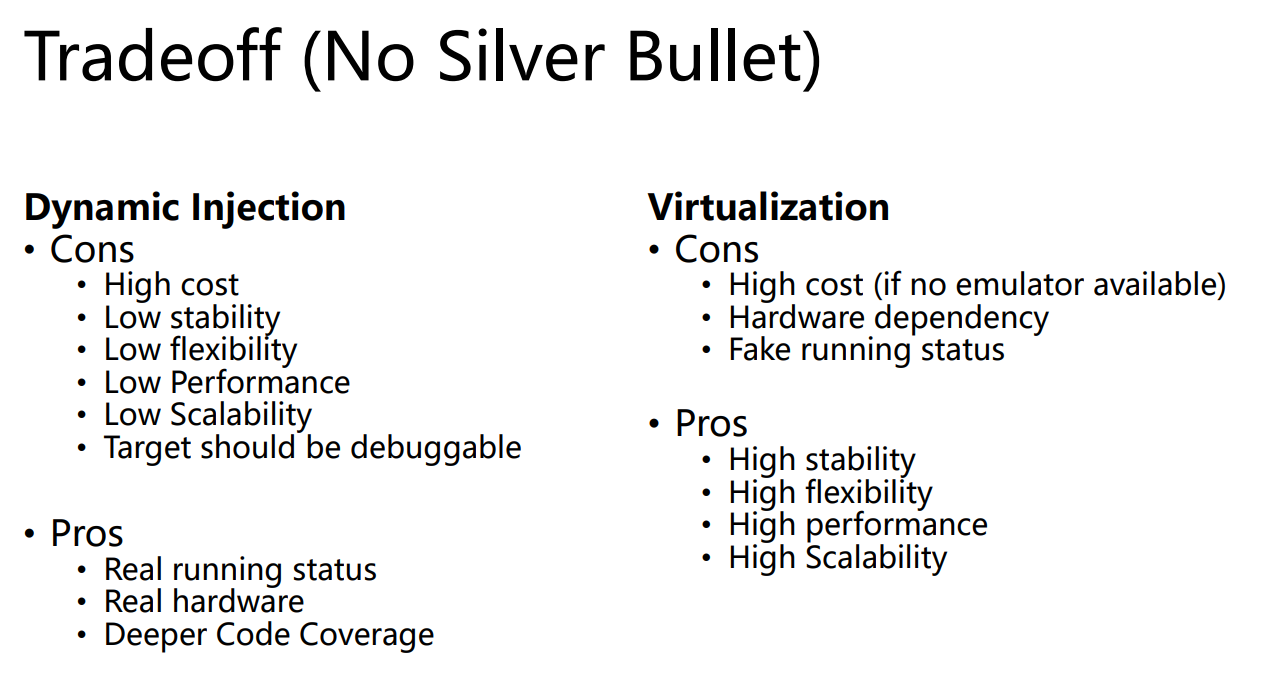 Tradeoff (No Silver Bullet)
Dynamic Injection
• Cons
• High cost
• Low stability
• Low flexibility
• Low Performance
• Low Scalability
• Target should be debuggable
• Pros
• Real running status
• Real hardware
• Deeper Code Coverage
Virtualization
• Cons
• High cost (if no emulator available)
• Hardware dependency
• Fake running status
• Pros
• High stability
• High flexibility
• High performance
• High Scalability